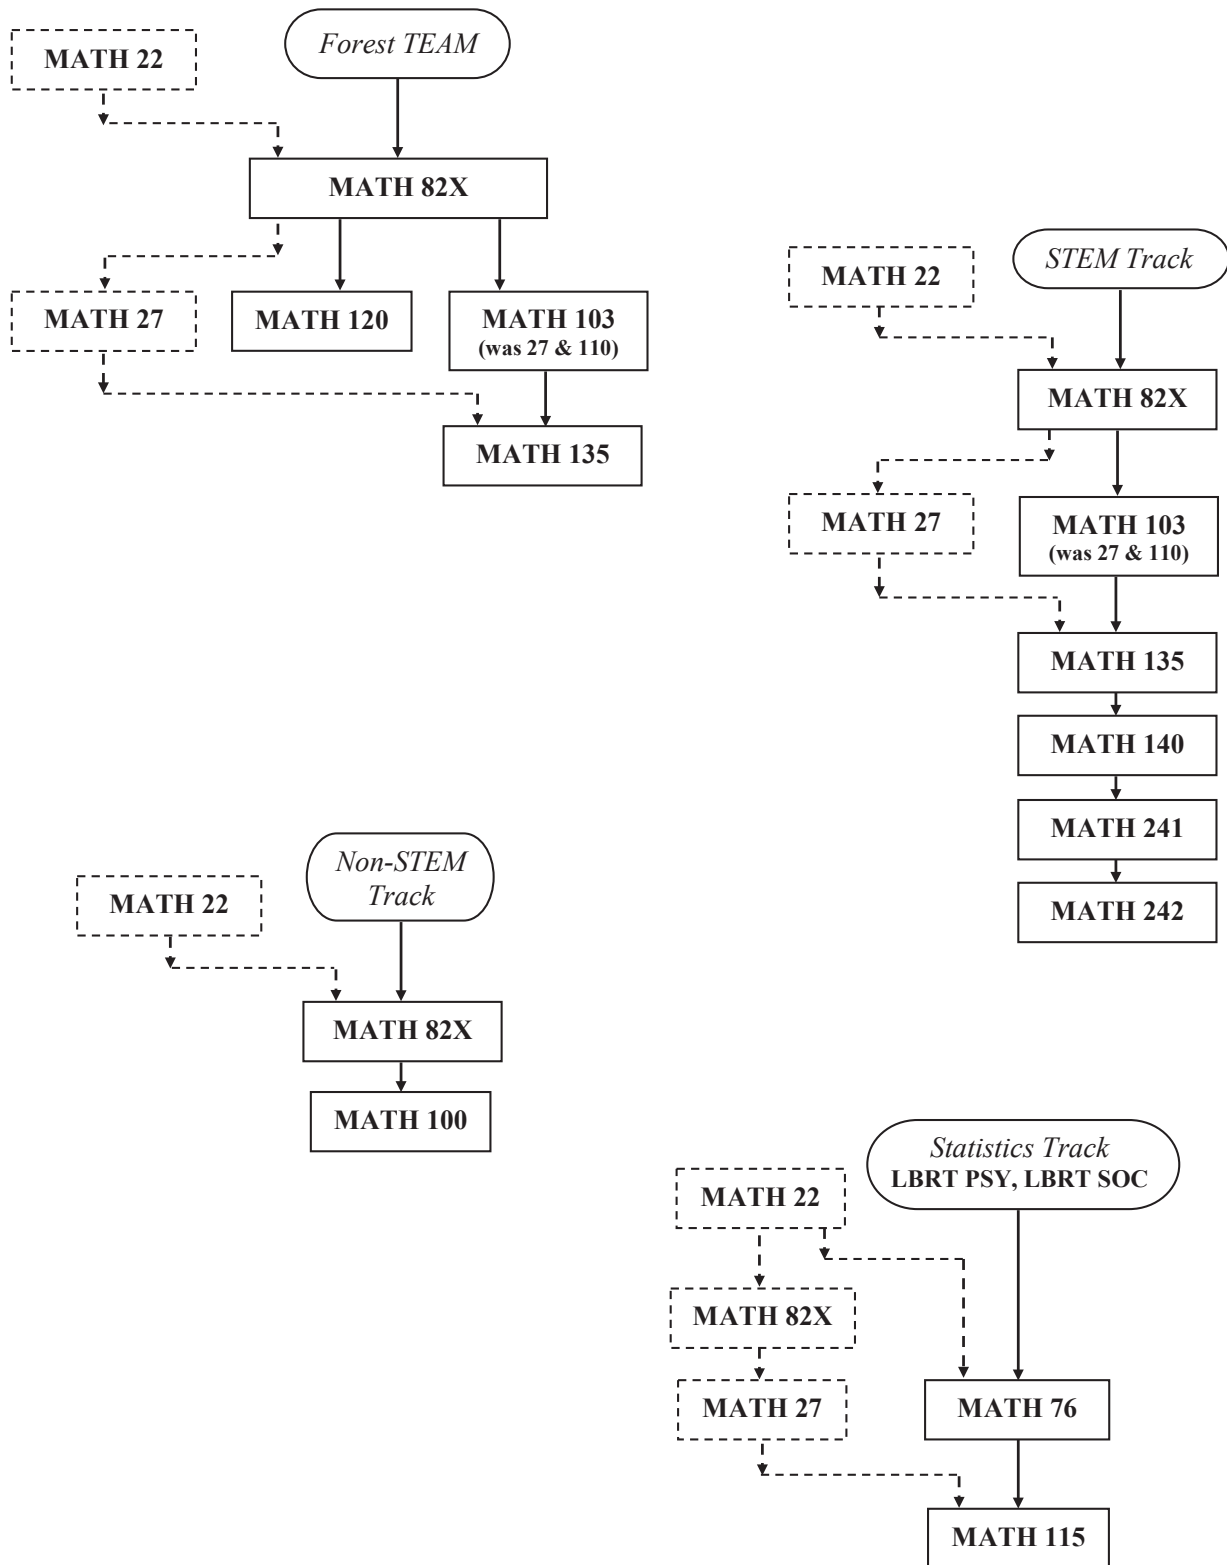 Forest TEAM
MATH 22
MATH 82X
MATH 27
MATH 120
MATH 103
(was 27 & 110)
MATH 135
STEM Track
MATH 22
MATH 82X
MATH 27
MATH 103
(was 27 & 110)
MATH 135
MATH 140
MATH 241
MATH 242
Non-STEM
Track
MATH 22
MATH 82X
MATH 100
Statistics Track
LBRT PSY, LBRT SOC
MATH 22
MATH 82X
MATH 27
MATH 76
MATH 115